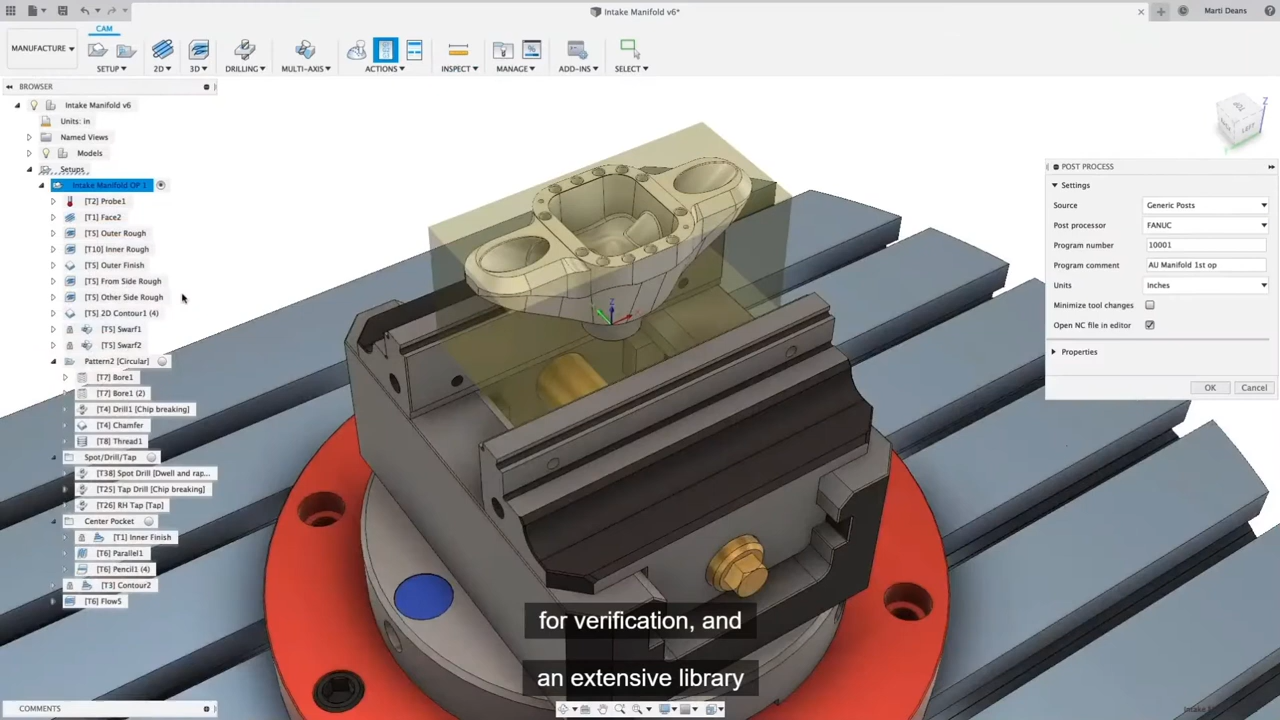 Intake Manifold v6*
Marti Deans
CAM
MANUFACTURE
SETUP
2D
3D
DRILLING
MULTI-AXIS
ACTIONS
INSPECT
MANAGE
ADD-INS
SELECT
BROWSER
Intake Manifold v6
Units: in
Named Views
Models
Setups
Intake Manifold OP 1
[T2] Probe1
[T1] Face2
[T5] Outer Rough
[T10] Inner Rough
[T5] Outer Finish
[T5] From Side Rough
[T5] Other Side Rough
[T5] 2D Contour1 (4)
[T5] Swarf1
[T5] Swarf2
Pattern2 [Circular]
[T7] Bore1
[T7] Bore1 (2)
[T4] Drill1 [Chip breaking]
[T4] Chamfer
[T8] Thread1
Spot/Drill/Tap
[T38] Spot Drill [Dwell and rap...
[T25] Tap Drill [Chip breaking]
[T26] RH Tap [Tap]
Center Pocket
[T1] Inner Finish
[T6] Parallel1
[T6] Pencil1 (4)
[T3] Contour2
[T6] Flow5
COMMENTS
Z
TOP
LEFT
POST PROCESS
Settings
Source
Generic Posts
Post processor
FANUC
Program number
10001
Program comment
AU Manifold 1st op
Units
Inches
Minimize tool changes
Open NC file in editor
Properties
OK
Cancel
Z
for verification, and
an extensive library